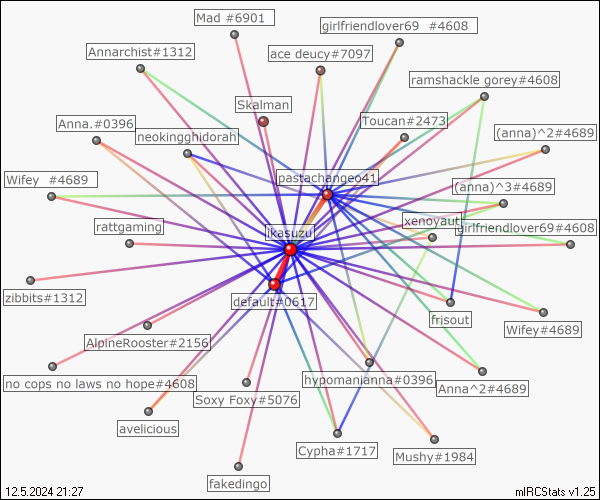 Mad #6901
girlfriendlover69 #4608
Annarchist#1312
ace deucy#7097
ramshackle gorey#4608
Skalman
Toucan#2473
Anna.#0396
neokingghidorah
(anna)^2#4689
pastachangeo41
Wifey #4689
(anna)^3#4689
xenoyaut
rattgaming
ikasuzu
girlfriendlover69#4608
zibbits#1312
default#0617
frisout
Wifey#4689
AlpineRooster#2156
no cops no laws no hope#4608
hypomanianna#0396
Anna^2#4689
Soxy Foxy#5076
avelicious
Cypha#1717
Mushy#1984
fakedingo
12.5.2024 21:27
mIRCStats v1.25